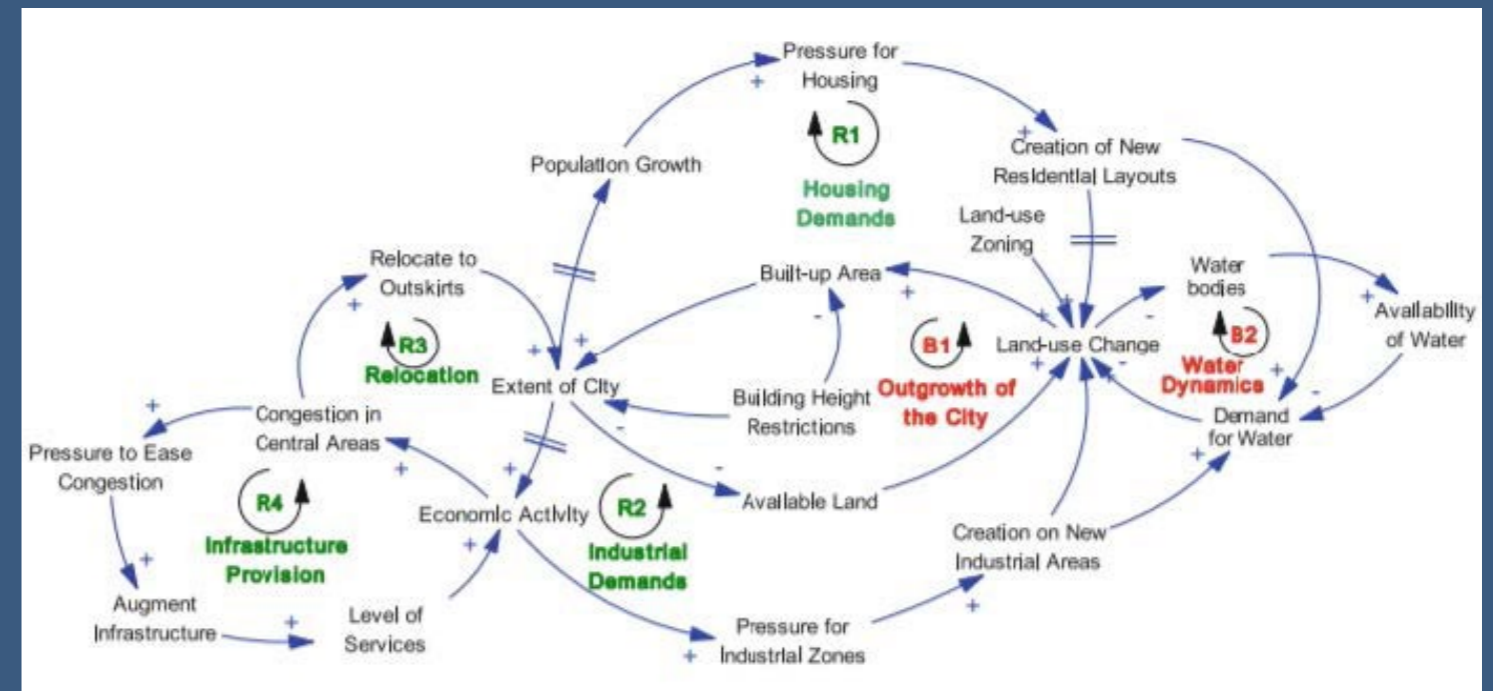 Pressure for
Housing
+
R1
Housing
Demands
+
Creation of New
Residential Layouts
Population Growth
Land-use
Zoning
Relocate to
Outskirts
+
R3
Relocation
Built-up Area
+
-
Water
bodies
-
+
Availability
of Water
B2
Water
Dynamics
+
-
B1
Outgrowth of
the City
Land-use Change
+
+
+
-
+
+
+
Extent of City
-
Building Height
Restrictions
Demand
for Water
+
Congestion in
Central Areas
+
+
Pressure to Ease
Congestion
R4
Infrastructure
Provision
+
Economic Activity
+
+
R2
Industrial
Demands
-
Available Land
Creation on New
Industrial Areas
+
Augment
Infrastructure
+
Level of
Services
Pressure for
Industrial Zones
+